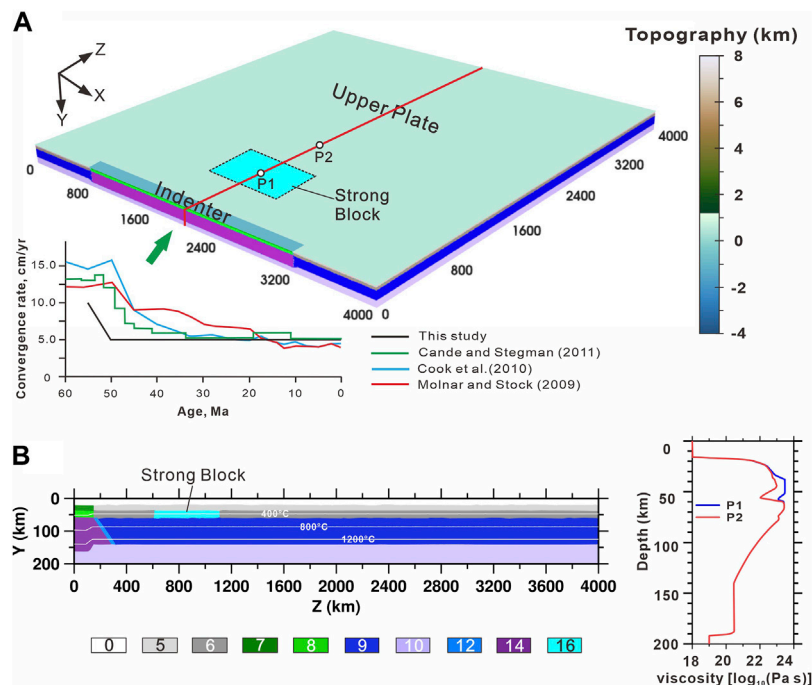 A
Topography (km)
Z
X
Y
Upper Plate
P2
P1
Strong
Block
Indenter
0
800
1600
2400
3200
4000
0
800
1600
2400
3200
4000
8
6
4
2
0
-2
-4
Convergence rate, cm/yr
15.0
10.0
5.0
0
60
50
40
30
20
10
0
Age, Ma
This study
Cande and Stegman (2011)
Cook et al.(2010)
Molnar and Stock (2009)
B
Strong Block
Y (km)
0
100
200
400°C
800°C
1200°C
0
400
800
1200
1600
2000
2400
2800
3200
3600
4000
Z (km)
0
5
6
7
8
9
10
12
14
16
Depth (km)
0
50
100
150
200
P1
P2
18
20
22
24
viscosity [log₁₀(Pa s)]